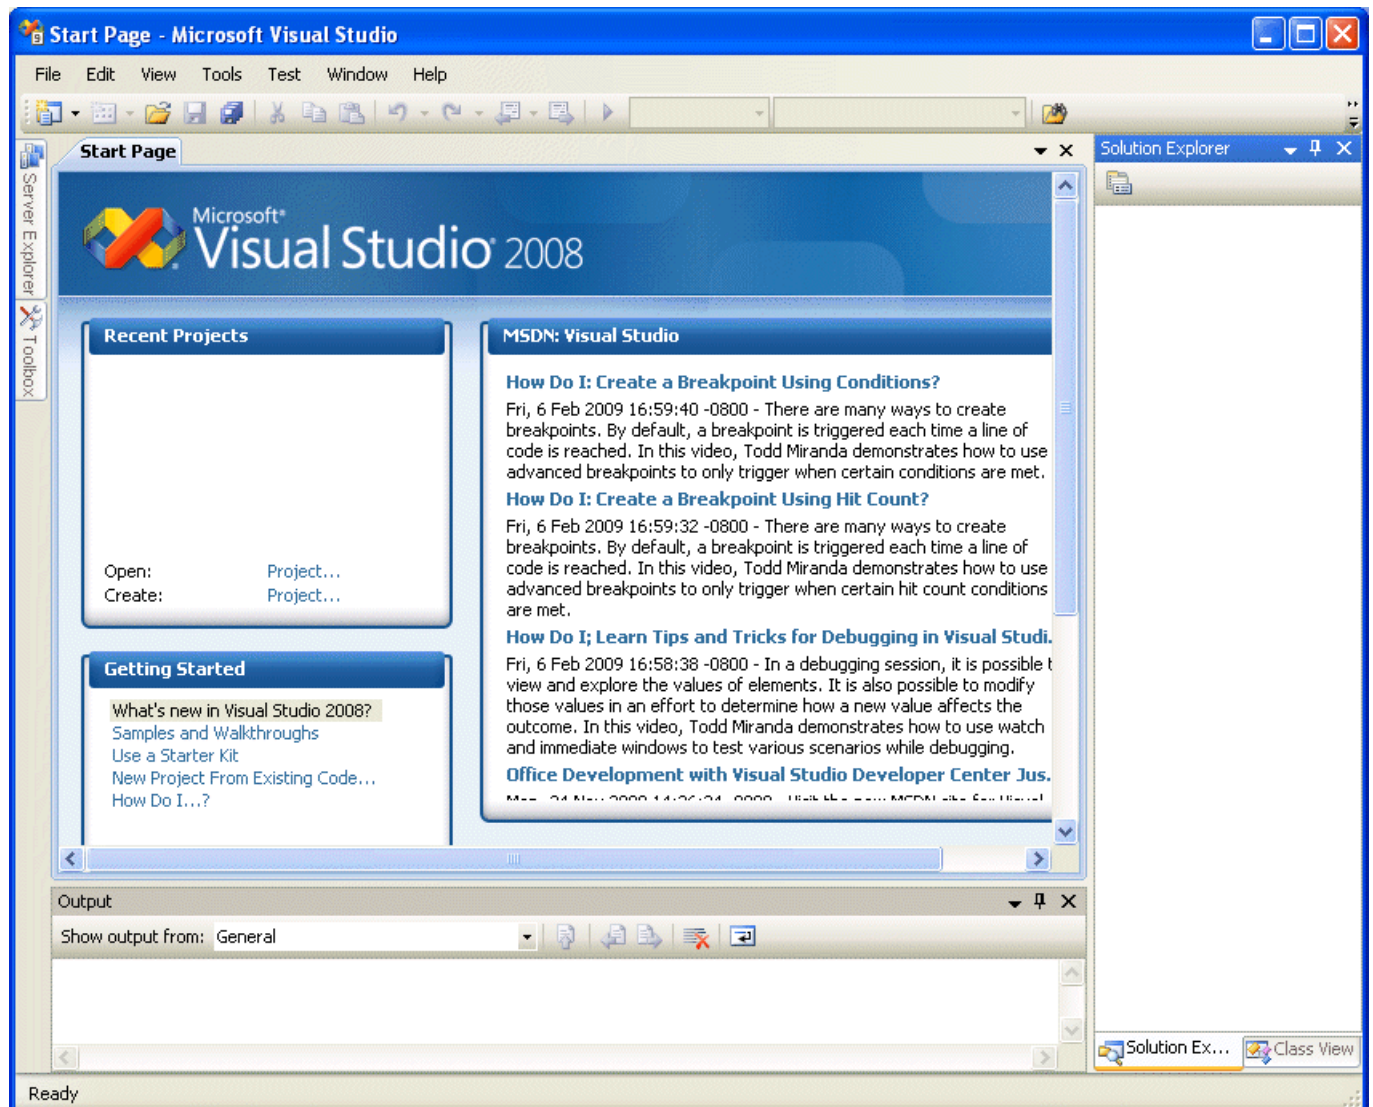 Start Page - Microsoft Visual Studio
File Edit View Tools Test Window Help
Server Explorer
Toolbox
Start Page
Microsoft®
Visual Studio® 2008
Recent Projects
Open: Project...
Create: Project...
Getting Started
What's new in Visual Studio 2008?
Samples and Walkthroughs
Use a Starter Kit
New Project From Existing Code...
How Do I...?
MSDN: Visual Studio
How Do I: Create a Breakpoint Using Conditions?
Fri, 6 Feb 2009 16:59:40 -0800 - There are many ways to create
breakpoints. By default, a breakpoint is triggered each time a line of
code is reached. In this video, Todd Miranda demonstrates how to use
advanced breakpoints to only trigger when certain conditions are met.
How Do I: Create a Breakpoint Using Hit Count?
Fri, 6 Feb 2009 16:59:32 -0800 - There are many ways to create
breakpoints. By default, a breakpoint is triggered each time a line of
code is reached. In this video, Todd Miranda demonstrates how to use
advanced breakpoints to only trigger when certain hit count conditions
are met.
How Do I; Learn Tips and Tricks for Debugging in Visual Studi.
Fri, 6 Feb 2009 16:58:38 -0800 - In a debugging session, it is possible t
view and explore the values of elements. It is also possible to modify
those values in an effort to determine how a new value affects the
outcome. In this video, Todd Miranda demonstrates how to use watch
and immediate windows to test various scenarios while debugging.
Office Development with Visual Studio Developer Center Jus.
Solution Explorer
Output
Show output from: General
Solution Ex...
Class View
Ready